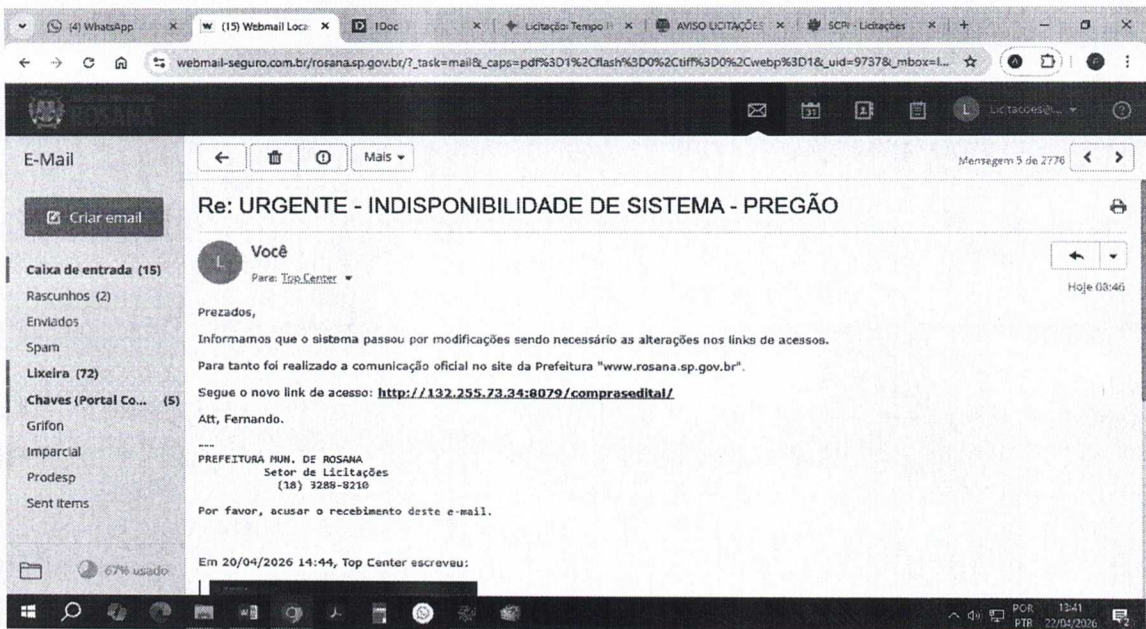 (4) WhatsApp
(15) Webmail Loca
1Doc
Licitação: Tempo
AVISO LICITAÇÕES
SCPI - Licitações
webmail-seguro.com.br/rosana.sp.gov.br/?_task=mail&_caps=pdf%3D1%2Cflash%3D0%2Ctiff%3D0%2Cwebp%3D1&_uid=9737&_mbox=I...
ROSANA
31
L
Licitacoes@...
E-Mail
Mais
Mensagem 5 de 2776
Criar email
Re: URGENTE - INDISPONIBILIDADE DE SISTEMA - PREGÃO
L
Você
Para: Top Center
Hoje 08:46
Caixa de entrada (15)
Rascunhos (2)
Enviados
Spam
Lixeira (72)
Chaves (Portal Co... (5)
Grifon
Imparcial
Prodesp
Sent Items
67% usado
Prezados,
Informamos que o sistema passou por modificações sendo necessário as alterações nos links de acessos.
Para tanto foi realizado a comunicação oficial no site da Prefeitura "www.rosana.sp.gov.br".
Segue o novo link de acesso: http://132.255.73.34:8079/comprasedital/
Att, Fernando.
---
PREFEITURA MUN. DE ROSANA
Setor de Licitações
(18) 3288-8210
Por favor, acusar o recebimento deste e-mail.
Em 20/04/2026 14:44, Top Center escreveu:
POR
PTB
13:41
22/04/2026
2